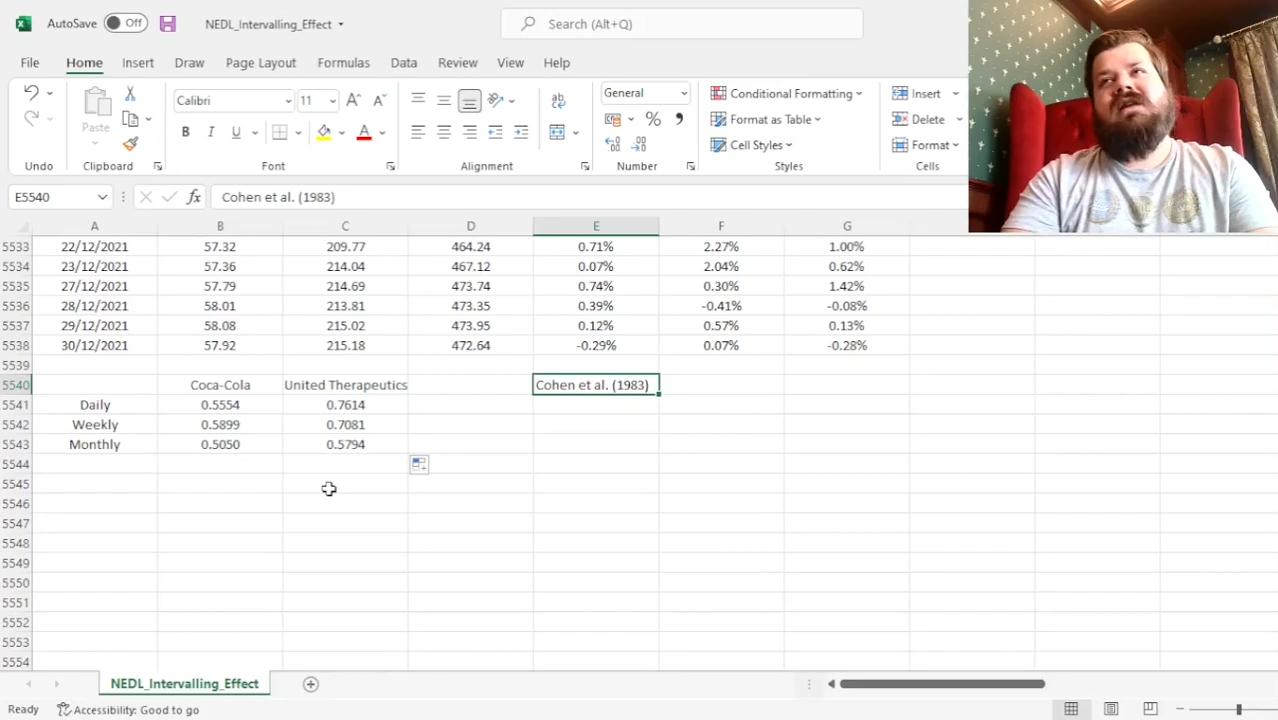 AutoSave Off NEDL_Intervalling_Effect Search (Alt+Q)
File Home Insert Draw Page Layout Formulas Data Review View Help
Calibri 11 General Conditional Formatting Insert
Paste Format as Table Delete
B I U A Cell Styles Format
Undo Clipboard Font Alignment Number Styles Cells
E5540 fx Cohen et al. (1983)
A B C D E F G
5533 22/12/2021 57.32 209.77 464.24 0.71% 2.27% 1.00%
5534 23/12/2021 57.36 214.04 467.12 0.07% 2.04% 0.62%
5535 27/12/2021 57.79 214.69 473.74 0.74% 0.30% 1.42%
5536 28/12/2021 58.01 213.81 473.35 0.39% -0.41% -0.08%
5537 29/12/2021 58.08 215.02 473.95 0.12% 0.57% 0.13%
5538 30/12/2021 57.92 215.18 472.64 -0.29% 0.07% -0.28%
5539
5540 Coca-Cola United Therapeutics Cohen et al. (1983)
5541 Daily 0.5554 0.7614
5542 Weekly 0.5899 0.7081
5543 Monthly 0.5050 0.5794
5544
5545
5546
5547
5548
5549
5550
5551
5552
5553
5554
NEDL_Intervalling_Effect
Ready Accessibility: Good to go